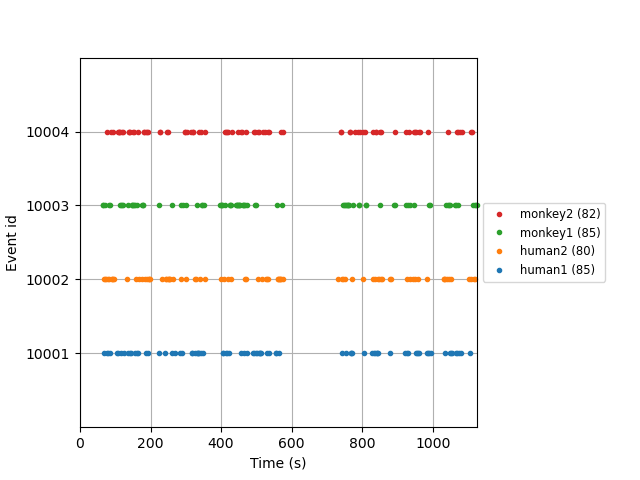 10004
10003
10002
10001
Event id
0 200 400 600 800 1000
Time (s)
monkey2 (82)
monkey1 (85)
human2 (80)
human1 (85)